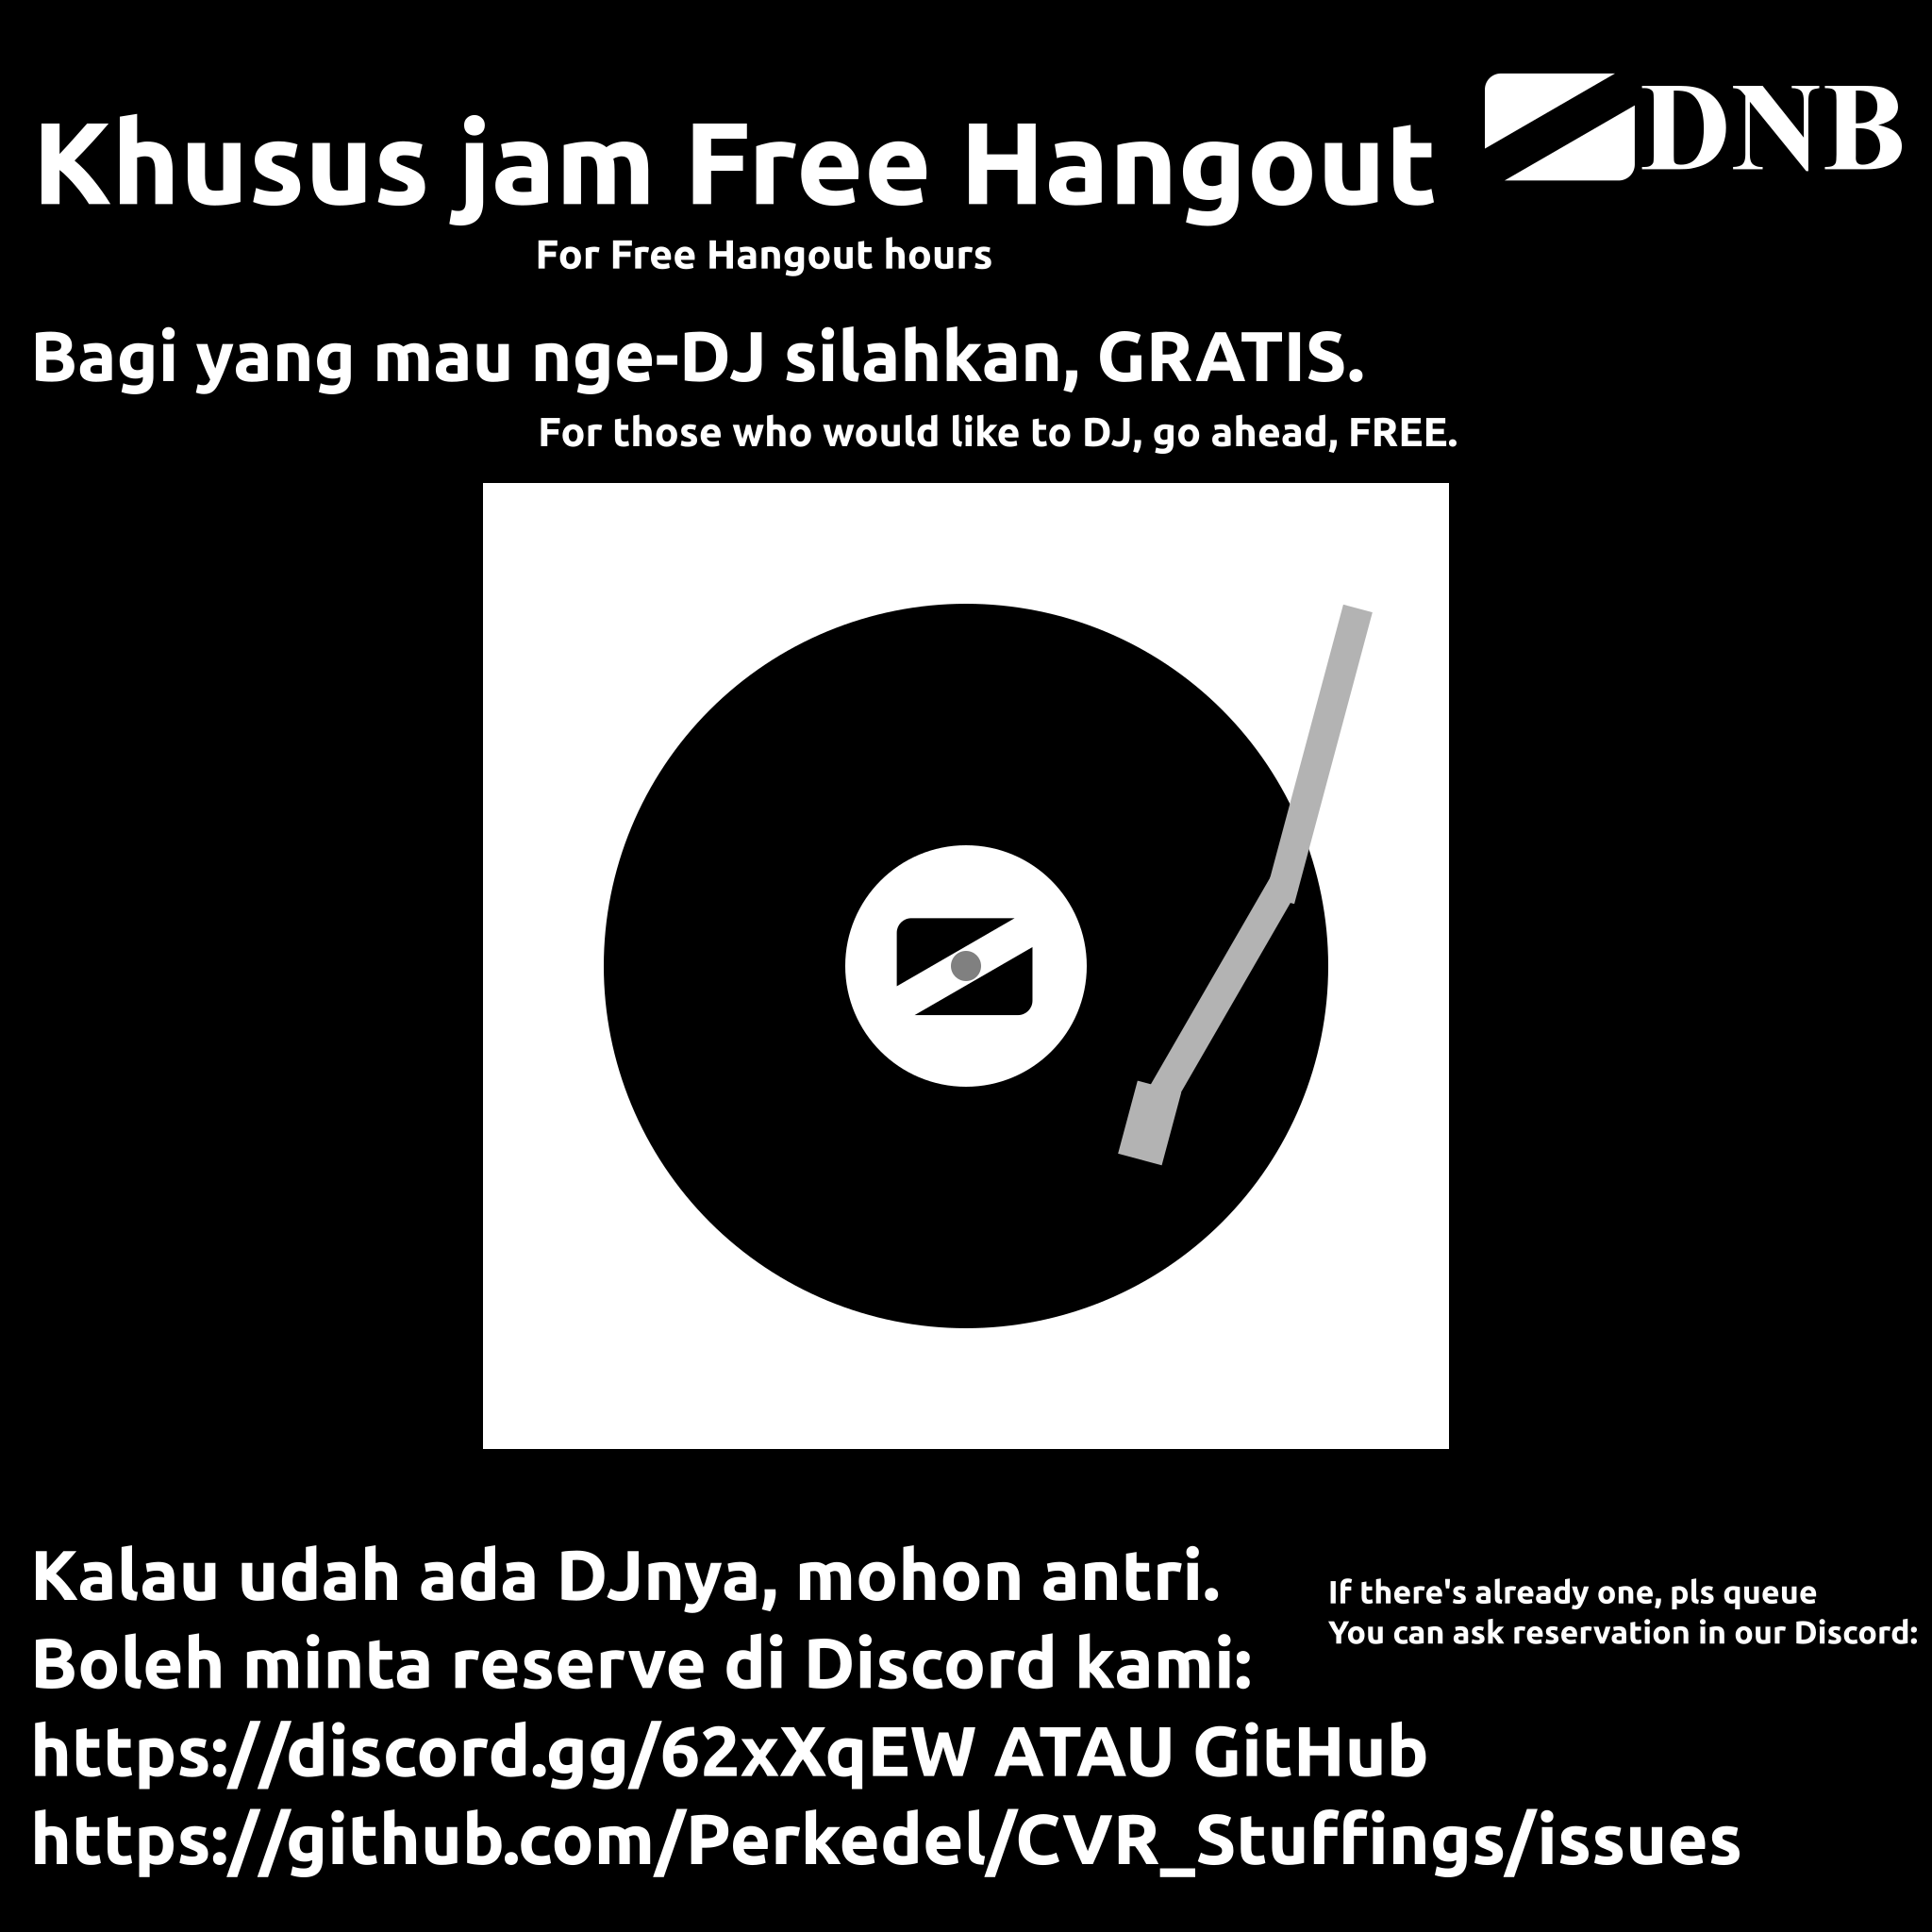 Khusus jam Free Hangout
DNB
For Free Hangout hours
Bagi yang mau nge-DJ silahkan, GRATIS.
For those who would like to DJ, go ahead, FREE.
Kalau udah ada DJnya, mohon antri.
Boleh minta reserve di Discord kami:
https://discord.gg/62xXqEW ATAU GitHub
https://github.com/Perkedel/CVR_Stuffings/issues
If there's already one, pls queue
You can ask reservation in our Discord: